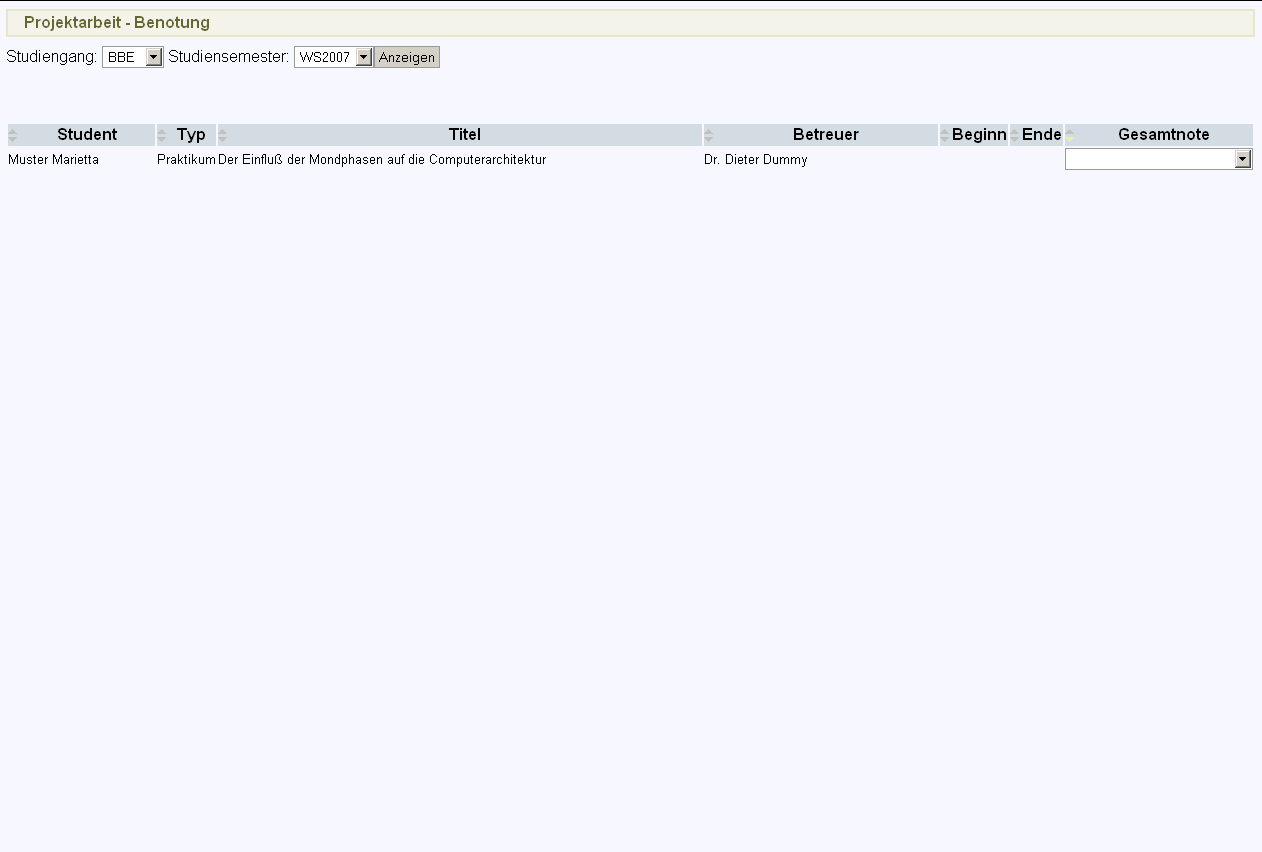 Projektarbeit - Benotung
Studiengang: BBE Studiensemester: WS2007 Anzeigen
Student Typ Titel Betreuer Beginn Ende Gesamtnote
Muster Marietta Praktikum Der Einfluß der Mondphasen auf die Computerarchitektur Dr. Dieter Dummy